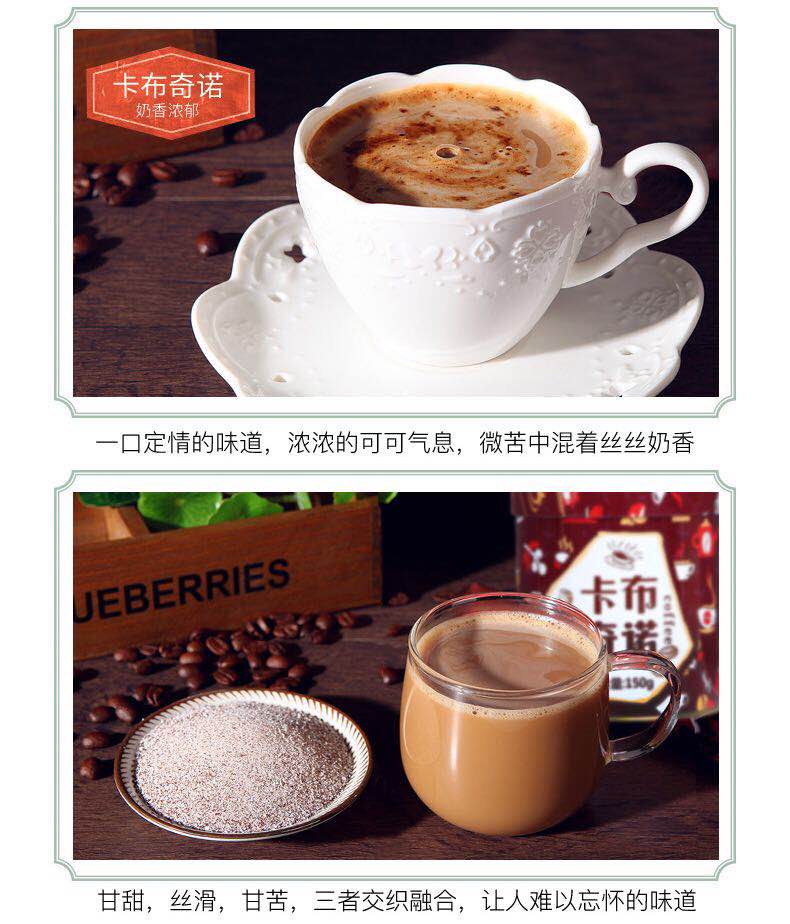 卡布奇诺
奶香浓郁
一口定情的味道，浓浓的可可气息，微苦中混着丝丝奶香
UEBERRIES
卡布
奇诺
量:150g
甘甜，丝滑，甘苦，三者交织融合，让人难以忘怀的味道